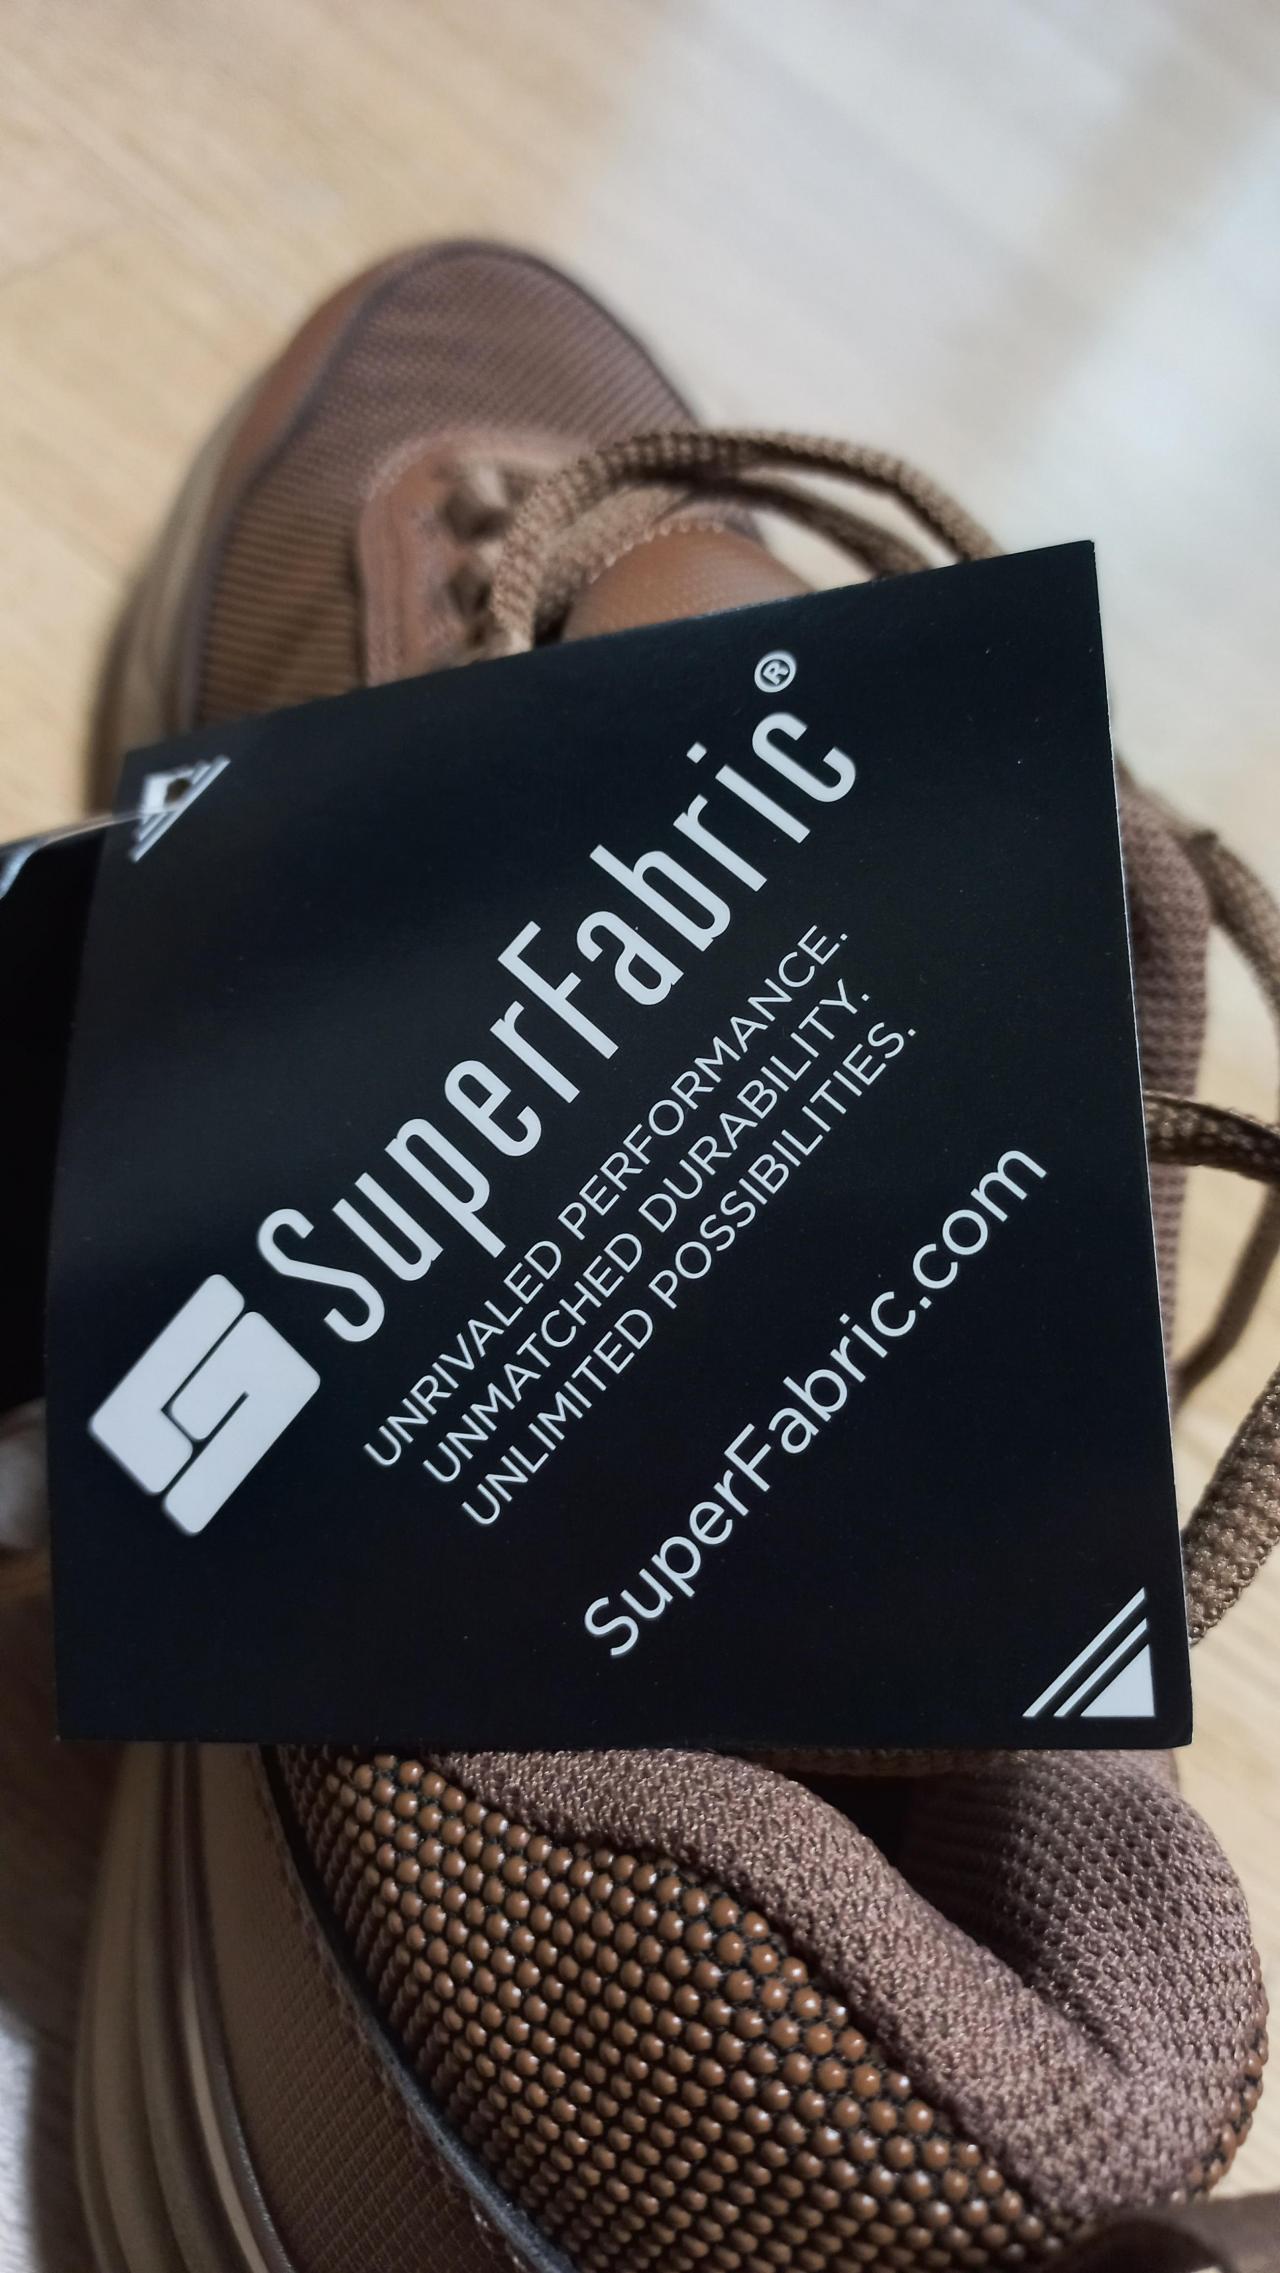 SuperFabric®
UNRIVALED PERFORMANCE.
UNMATCHED DURABILITY.
UNLIMITED POSSIBILITIES.
SuperFabric.com